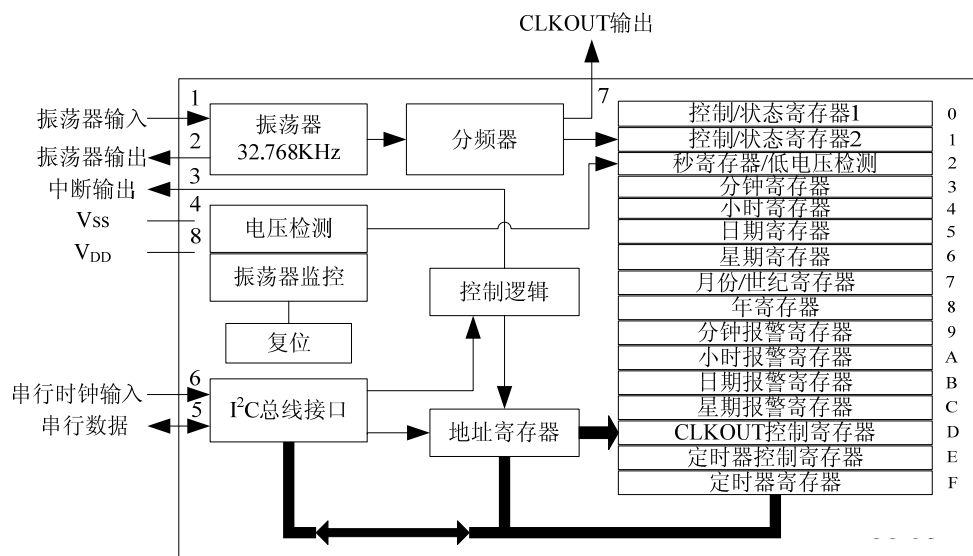 CLKOUT输出
1
7
振荡器输入
振荡器
32.768KHz
分频器
控制/状态寄存器1
0
2
振荡器输出
控制/状态寄存器2
1
3
中断输出
秒寄存器/低电压检测
2
分钟寄存器
3
4
VSS
电压检测
小时寄存器
4
8
VDD
日期寄存器
5
振荡器监控
控制逻辑
星期寄存器
6
月份/世纪寄存器
7
年寄存器
8
复位
分钟报警寄存器
9
小时报警寄存器
A
6
串行时钟输入
日期报警寄存器
B
5
串行数据
I²C总线接口
星期报警寄存器
C
地址寄存器
CLKOUT控制寄存器
D
定时器控制寄存器
E
定时器寄存器
F